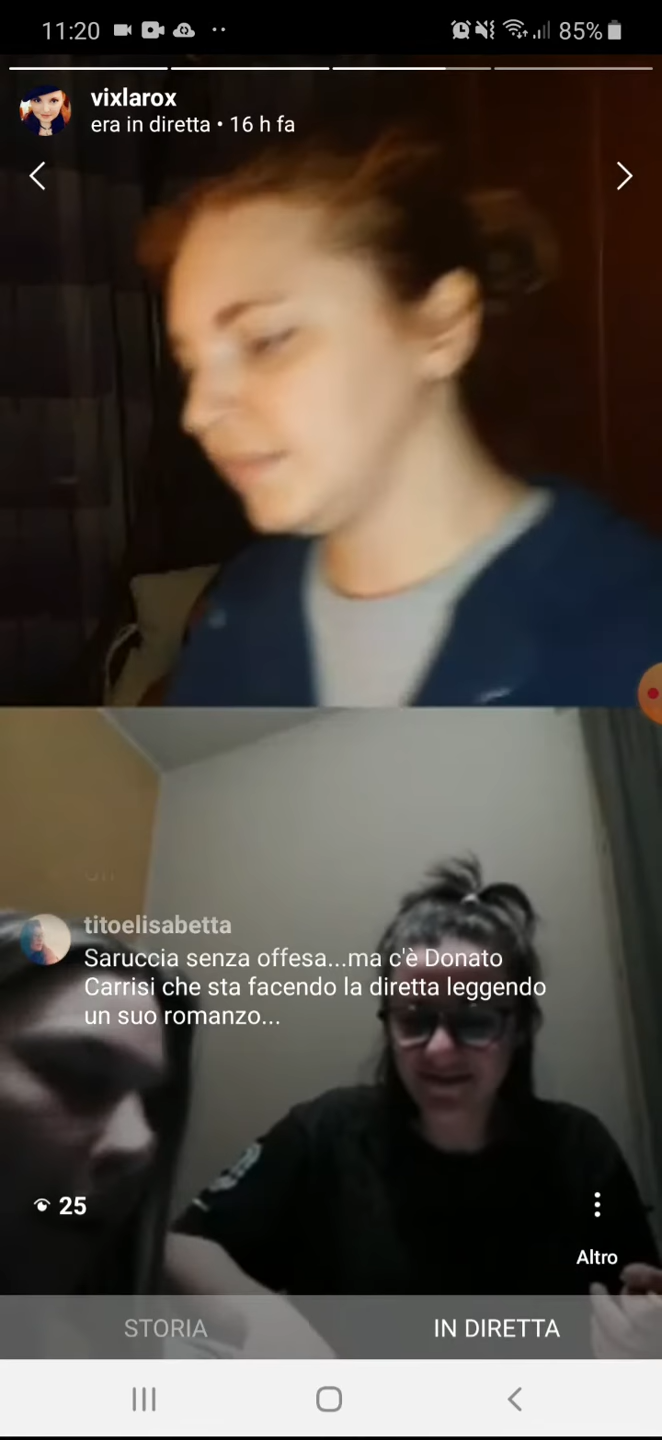 11:20
85%
vixlarox
era in diretta • 16 h fa
titoelisabetta
Saruccia senza offesa...ma c'è Donato
Carrisi che sta facendo la diretta leggendo
un suo romanzo...
25
Altro
STORIA
IN DIRETTA